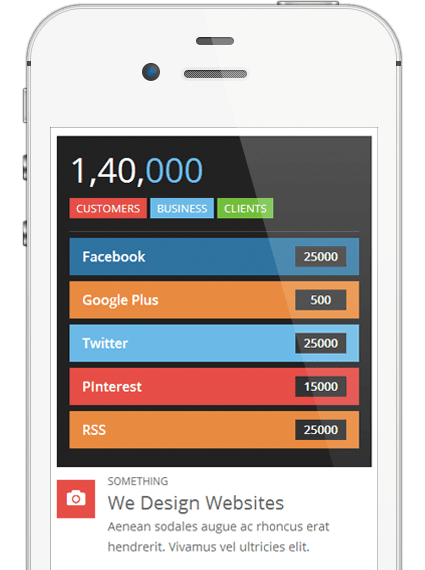 1,40,000
CUSTOMERS BUSINESS CLIENTS
Facebook 25000
Google Plus 500
Twitter 25000
PInterest 15000
RSS 25000
SOMETHING
We Design Websites
Aenean sodales augue ac rhoncus erat
hendrerit. Vivamus vel ultricies elit.